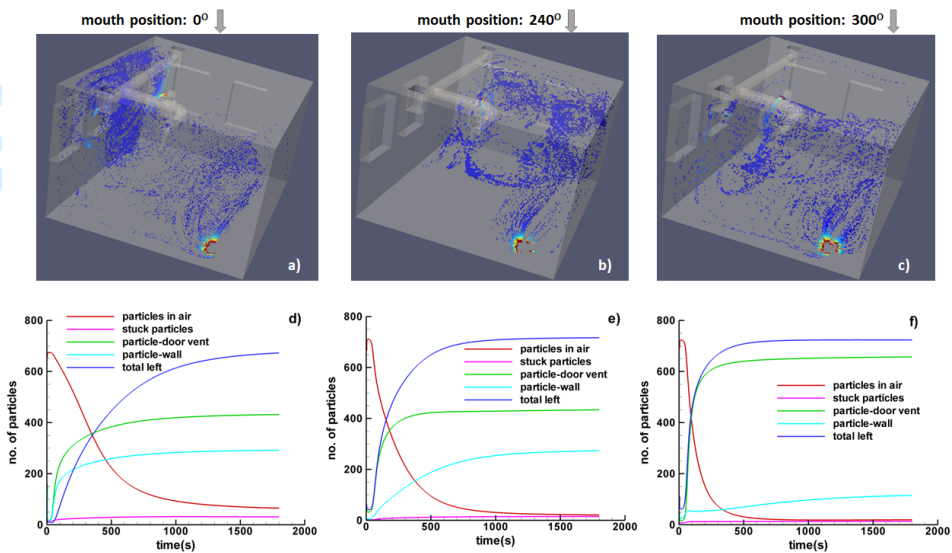 mouth position: 0⁰
mouth position: 240⁰
mouth position: 300⁰
a)
b)
c)
d)
particles in air
stuck particles
particle-door vent
particle-wall
total left
no. of particles
800
600
400
200
0
0
500
1000
1500
2000
time(s)
e)
particles in air
stuck particles
particle-door vent
particle-wall
total left
no. of particles
800
600
400
200
0
0
500
1000
1500
2000
time(s)
f)
particles in air
stuck particles
particle-door vent
particle-wall
total left
no. of particles
800
600
400
200
0
0
500
1000
1500
2000
time(s)